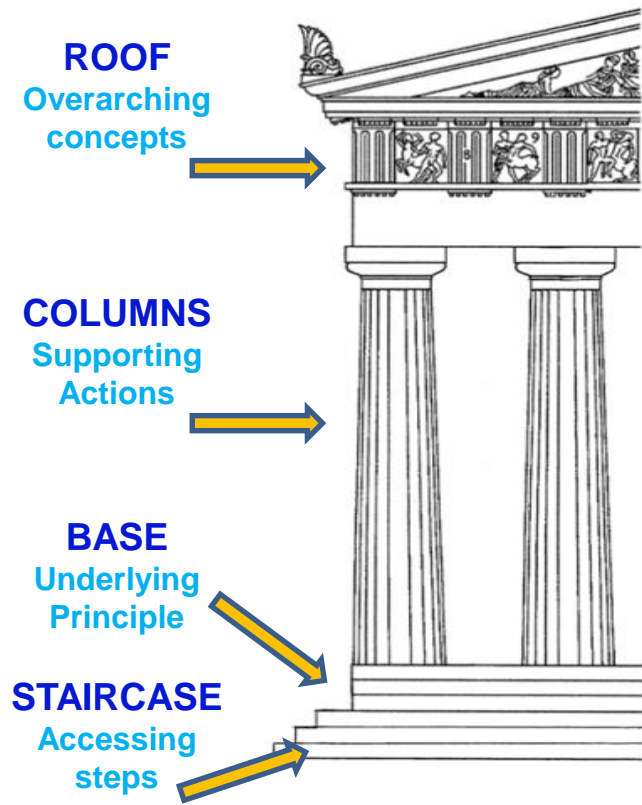 ROOF
Overarching
concepts
COLUMNS
Supporting
Actions
BASE
Underlying
Principle
STAIRCASE
Accessing
steps